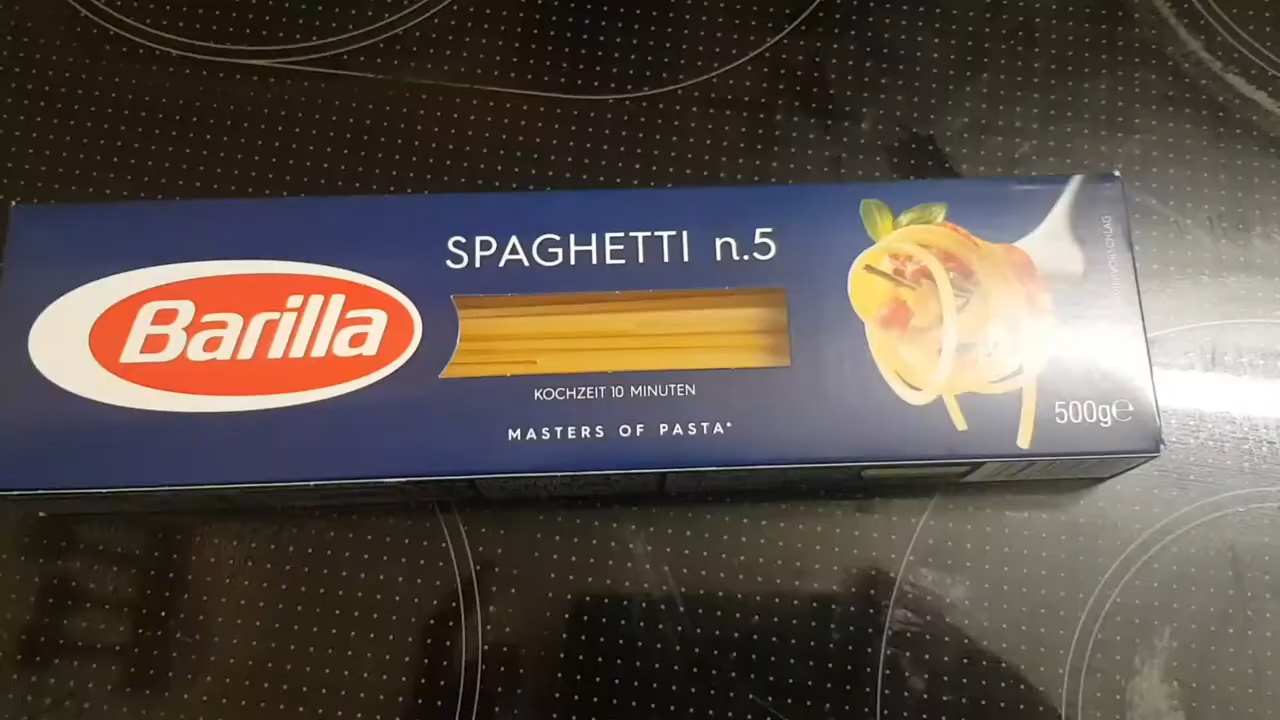 Barilla
SPAGHETTI n.5
KOCHZEIT 10 MINUTEN
MASTERS OF PASTA*
500g℮